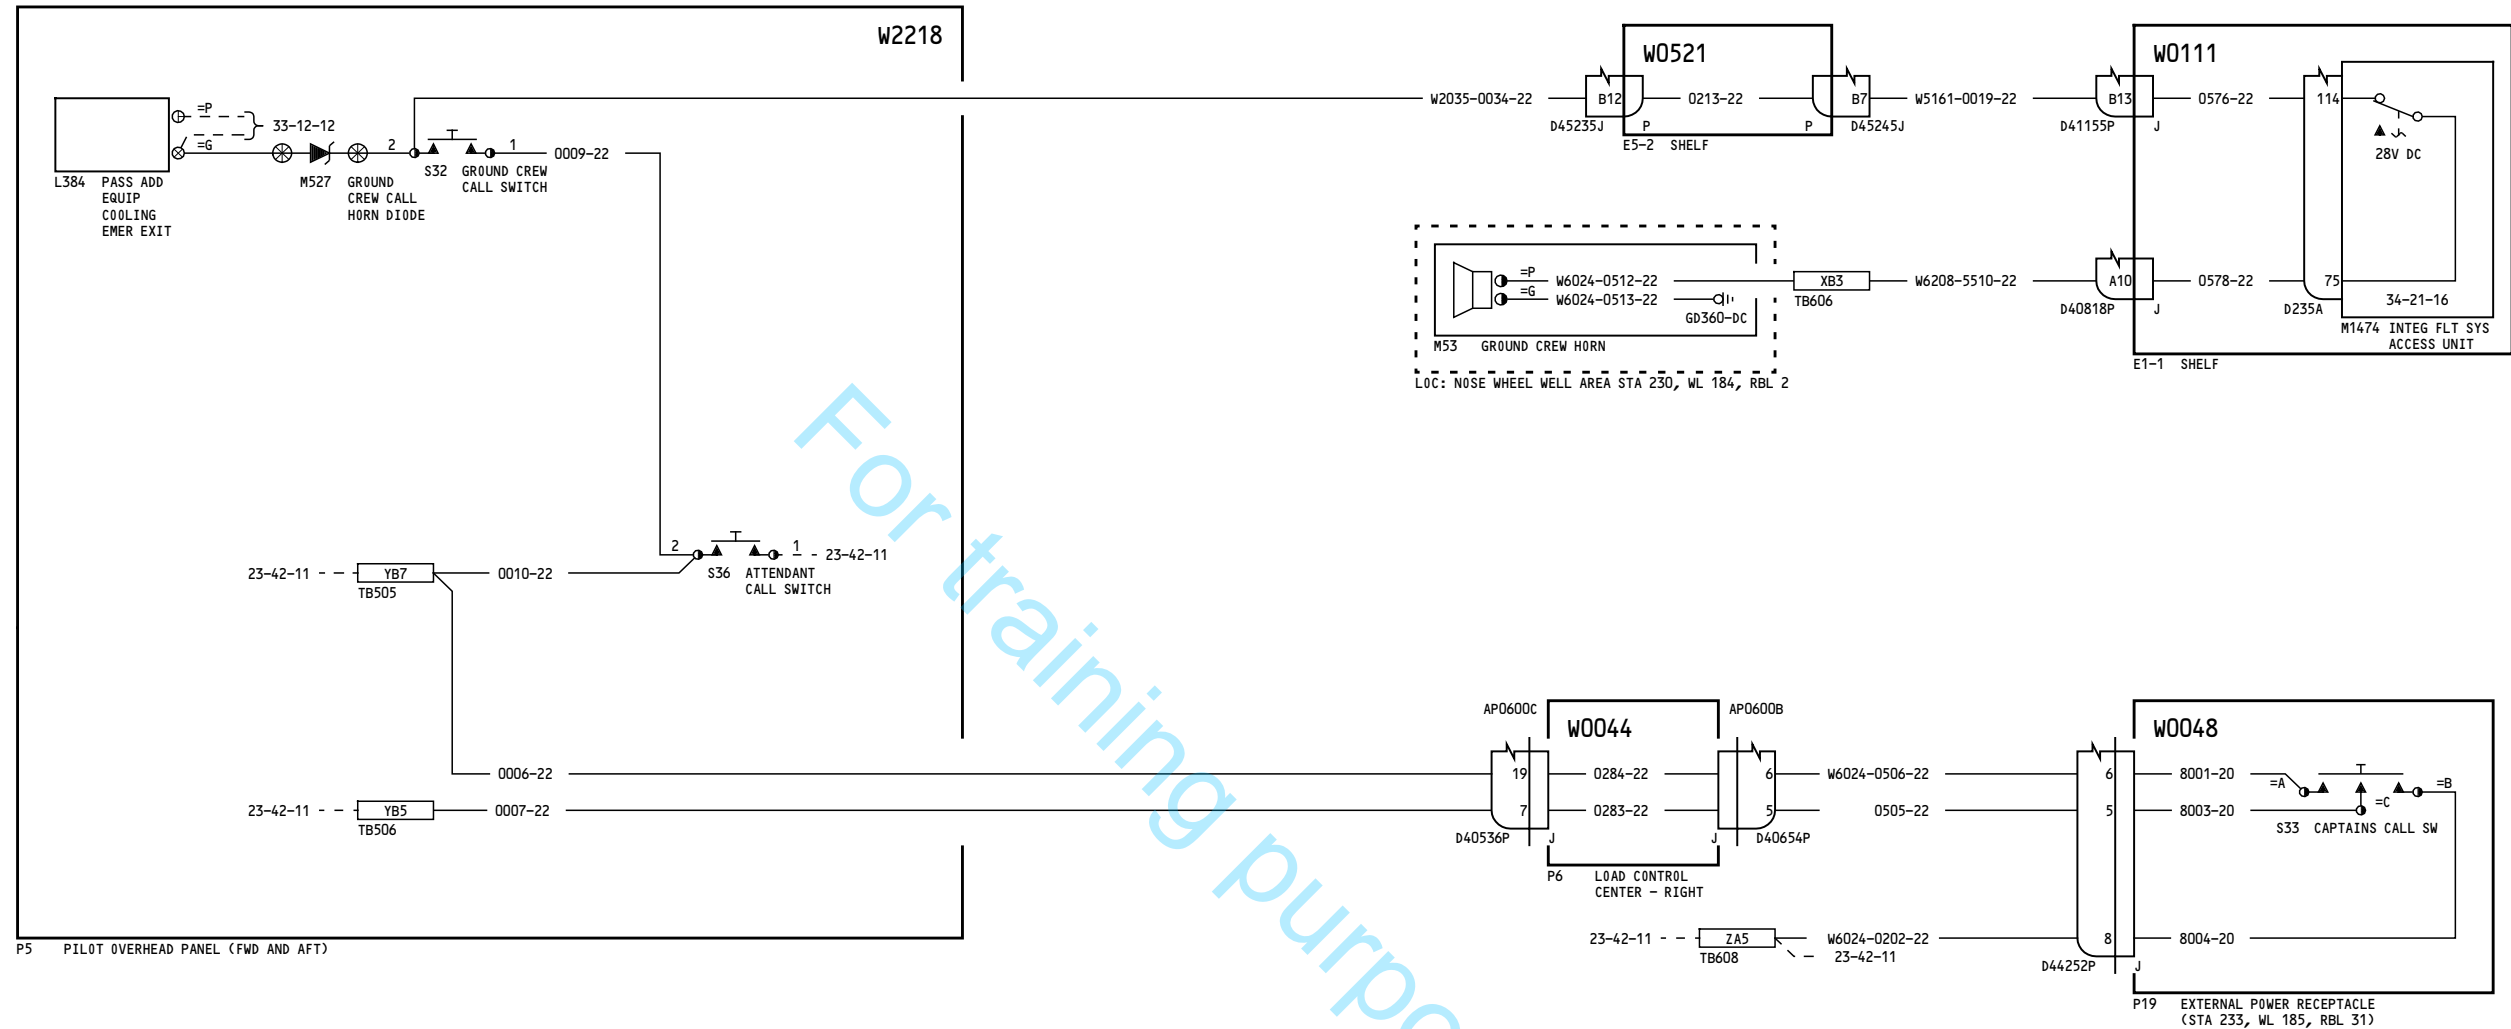 W2218
=P
33-12-12
=G
2
1
0009-22
L384 PASS ADD
EQUIP
COOLING
EMER EXIT
M527 GROUND
CREW CALL
HORN DIODE
S32 GROUND CREW
CALL SWITCH
2
1
23-42-11
S36 ATTENDANT
CALL SWITCH
23-42-11
YB7
TB505
0010-22
0006-22
23-42-11
YB5
TB506
0007-22
P5 PILOT OVERHEAD PANEL (FWD AND AFT)
W2035-0034-22
W0521
B12
0213-22
B7
D45235J
P
P
D45245J
E5-2 SHELF
W5161-0019-22
W0111
B13
0576-22
114
D41155P
J
28V DC
=P
W6024-0512-22
=G
W6024-0513-22
GD360-DC
M53 GROUND CREW HORN
LOC: NOSE WHEEL WELL AREA STA 230, WL 184, RBL 2
XB3
TB606
W6208-5510-22
A10
0578-22
75
D40818P
J
D235A
34-21-16
M1474 INTEG FLT SYS
ACCESS UNIT
E1-1 SHELF
AP0600C
W0044
AP0600B
19
0284-22
6
W6024-0506-22
7
0283-22
5
0505-22
D40536P
J
J
D40654P
P6 LOAD CONTROL
CENTER - RIGHT
W0048
6
8001-20
=A
=B
5
8003-20
=C
S33 CAPTAINS CALL SW
23-42-11
ZA5
TB608
W6024-0202-22
23-42-11
8
8004-20
D44252P
J
P19 EXTERNAL POWER RECEPTACLE
(STA 233, WL 185, RBL 31)
For training purpo